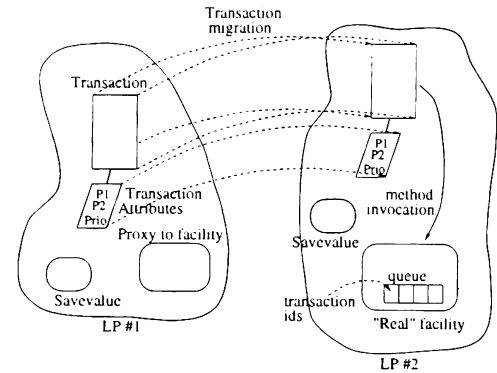 Transaction
migration
Transaction
P1
P2
Prio
Transaction
Attributes
Proxy to facility
Savevalue
LP #1
P1
P2
Prio
method
invocation
Savevalue
queue
transaction
ids
"Real" facility
LP #2